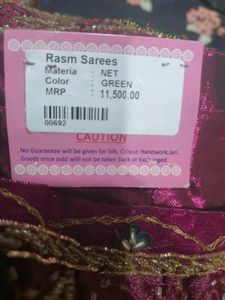 Rasm Sarees
Materia : NET
Color : GREEN
MRP : 11,500.00
00692
CAUTION
. No Guarantee will be given for Silk, Colour, Handwork,Jari.
. Goods once sold will not be taken back or Exchanged